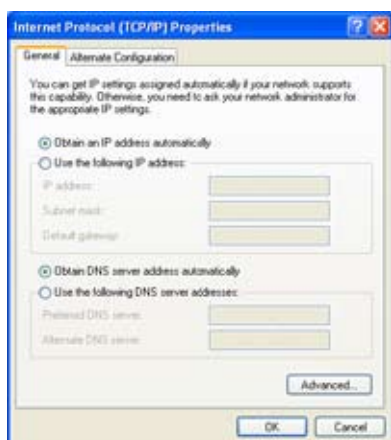 Internet Protocol (TCP/IP) Properties
General
Alternate Configuration
You can get IP settings assigned automatically if your network supports
this capability. Otherwise, you need to ask your network administrator for
the appropriate IP settings.
Obtain an IP address automatically
Use the following IP address:
IP address:
Subnet mask:
Default gateway:
Obtain DNS server address automatically
Use the following DNS server addresses:
Preferred DNS server:
Alternate DNS server:
Advanced...
OK
Cancel